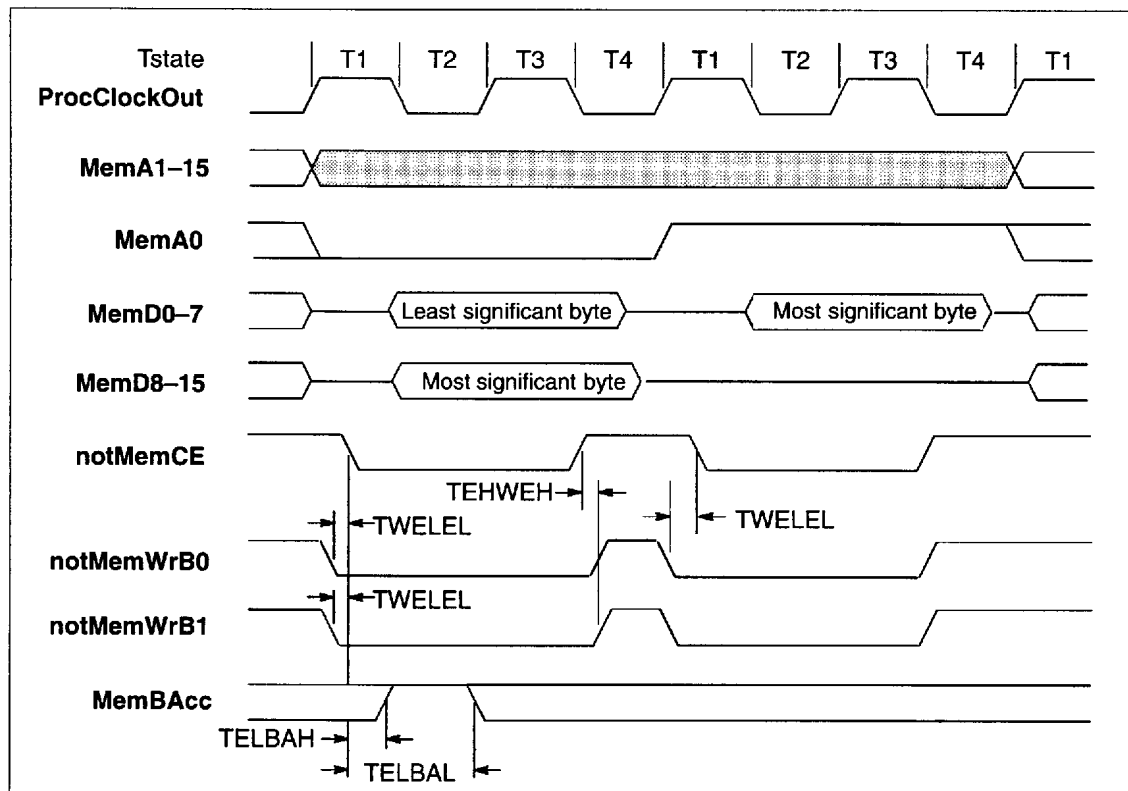 Tstate T1 T2 T3 T4 T1 T2 T3 T4 T1
ProcClockOut
MemA1–15
MemA0
MemD0–7 Least significant byte Most significant byte
MemD8–15 Most significant byte
notMemCE
TEHWEH
TWELEL TWELEL
notMemWrB0
TWELEL
notMemWrB1
MemBAcc
TELBAH
TELBAL